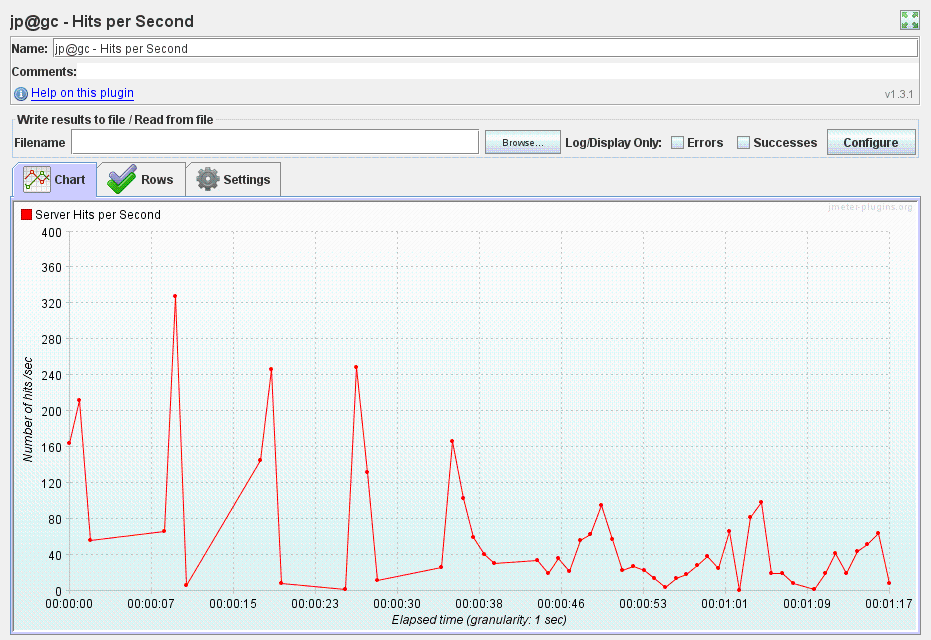 jp@gc - Hits per Second
Name: jp@gc - Hits per Second
Comments:
Help on this plugin
v1.3.1
Write results to file / Read from file
Filename Browse... Log/Display Only: Errors Successes Configure
Chart Rows Settings
jmeter-plugins.org
Server Hits per Second
400
360
320
280
240
200
160
120
80
40
0
Number of hits /sec
00:00:00 00:00:07 00:00:15 00:00:23 00:00:30 00:00:38 00:00:46 00:00:53 00:01:01 00:01:09 00:01:17
Elapsed time (granularity: 1 sec)